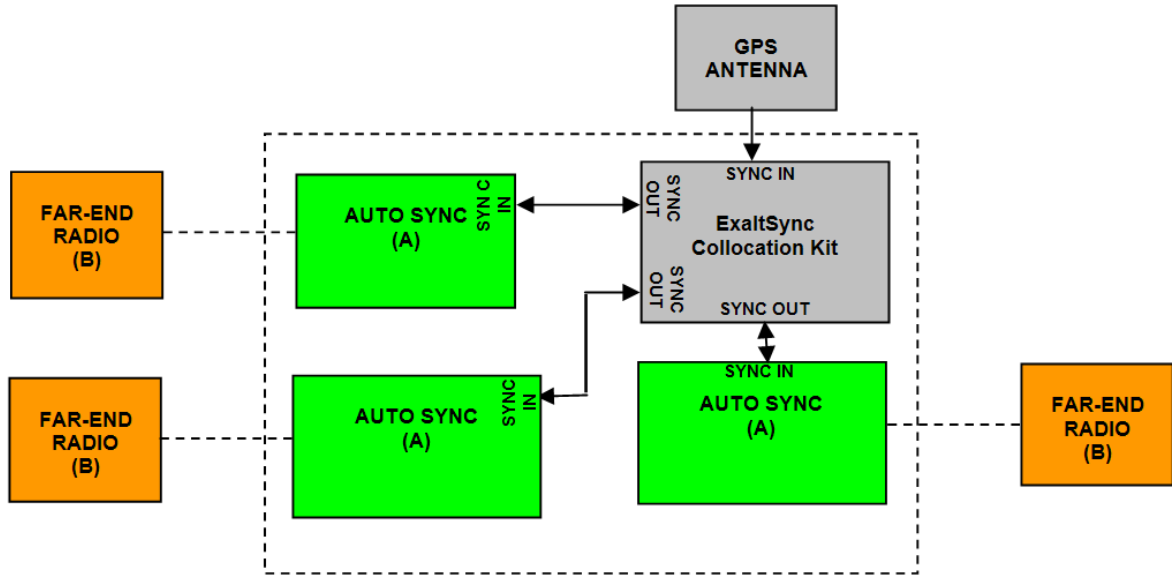 GPS
ANTENNA
SYNC IN
SYNC
OUT
ExaltSync
Collocation Kit
SYNC
OUT
SYNC OUT
FAR-END
RADIO
(B)
AUTO SYNC
(A)
SYNC
IN
FAR-END
RADIO
(B)
AUTO SYNC
(A)
SYNC
IN
SYNC IN
AUTO SYNC
(A)
FAR-END
RADIO
(B)